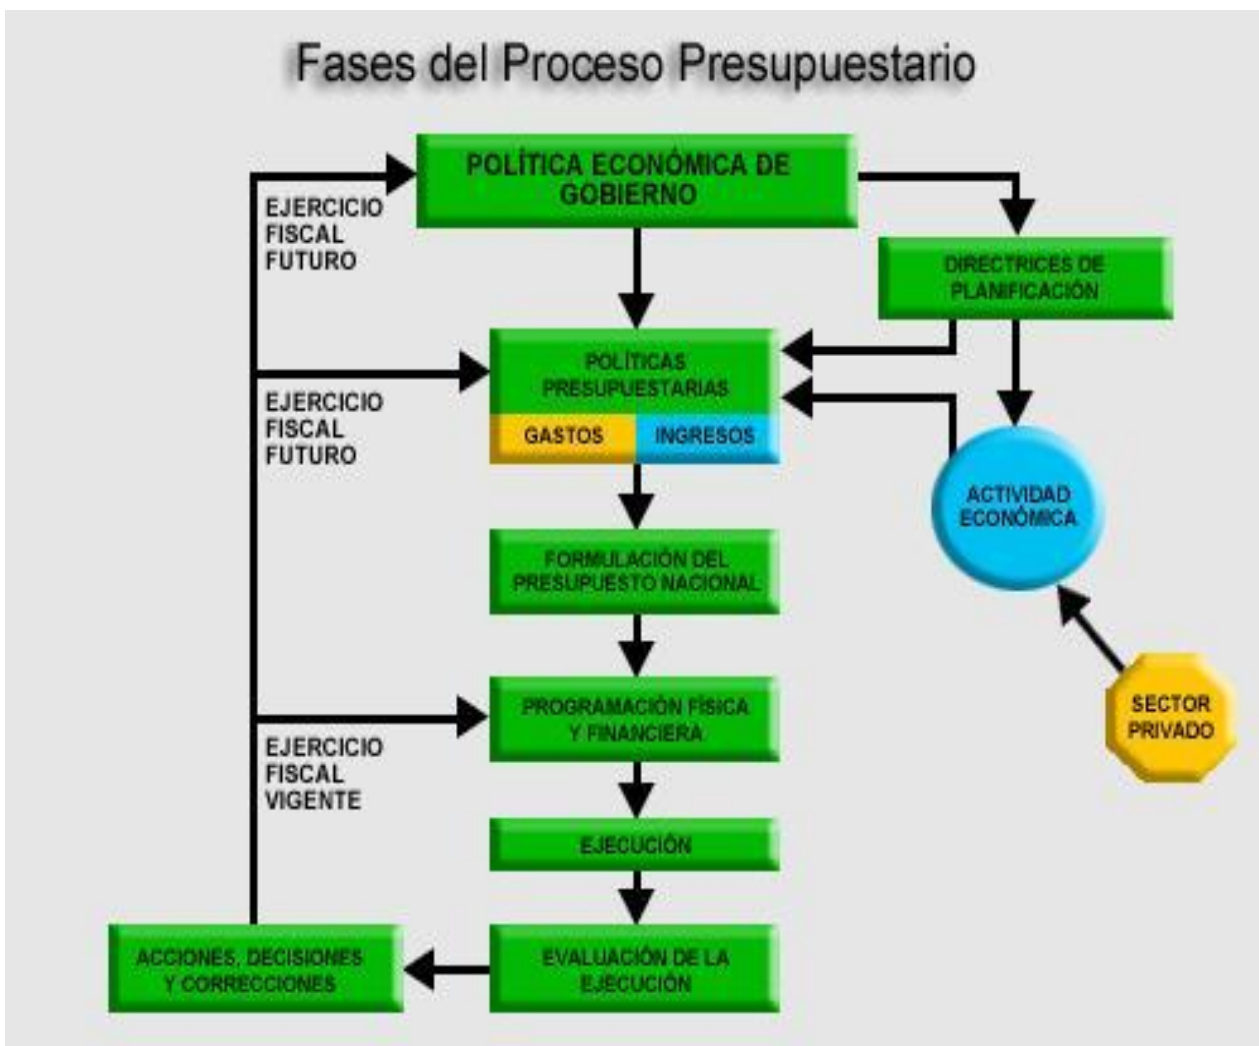 Fases del Proceso Presupuestario
POLÍTICA ECONÓMICA DE
GOBIERNO
EJERCICIO
FISCAL
FUTURO
DIRECTRICES DE
PLANIFICACIÓN
POLÍTICAS
PRESUPUESTARIAS
GASTOS
INGRESOS
EJERCICIO
FISCAL
FUTURO
ACTIVIDAD
ECONÓMICA
FORMULACIÓN DEL
PRESUPUESTO NACIONAL
SECTOR
PRIVADO
PROGRAMACIÓN FÍSICA
Y FINANCIERA
EJERCICIO
FISCAL
VIGENTE
EJECUCIÓN
ACCIONES, DECISIONES
Y CORRECCIONES
EVALUACIÓN DE LA
EJECUCIÓN